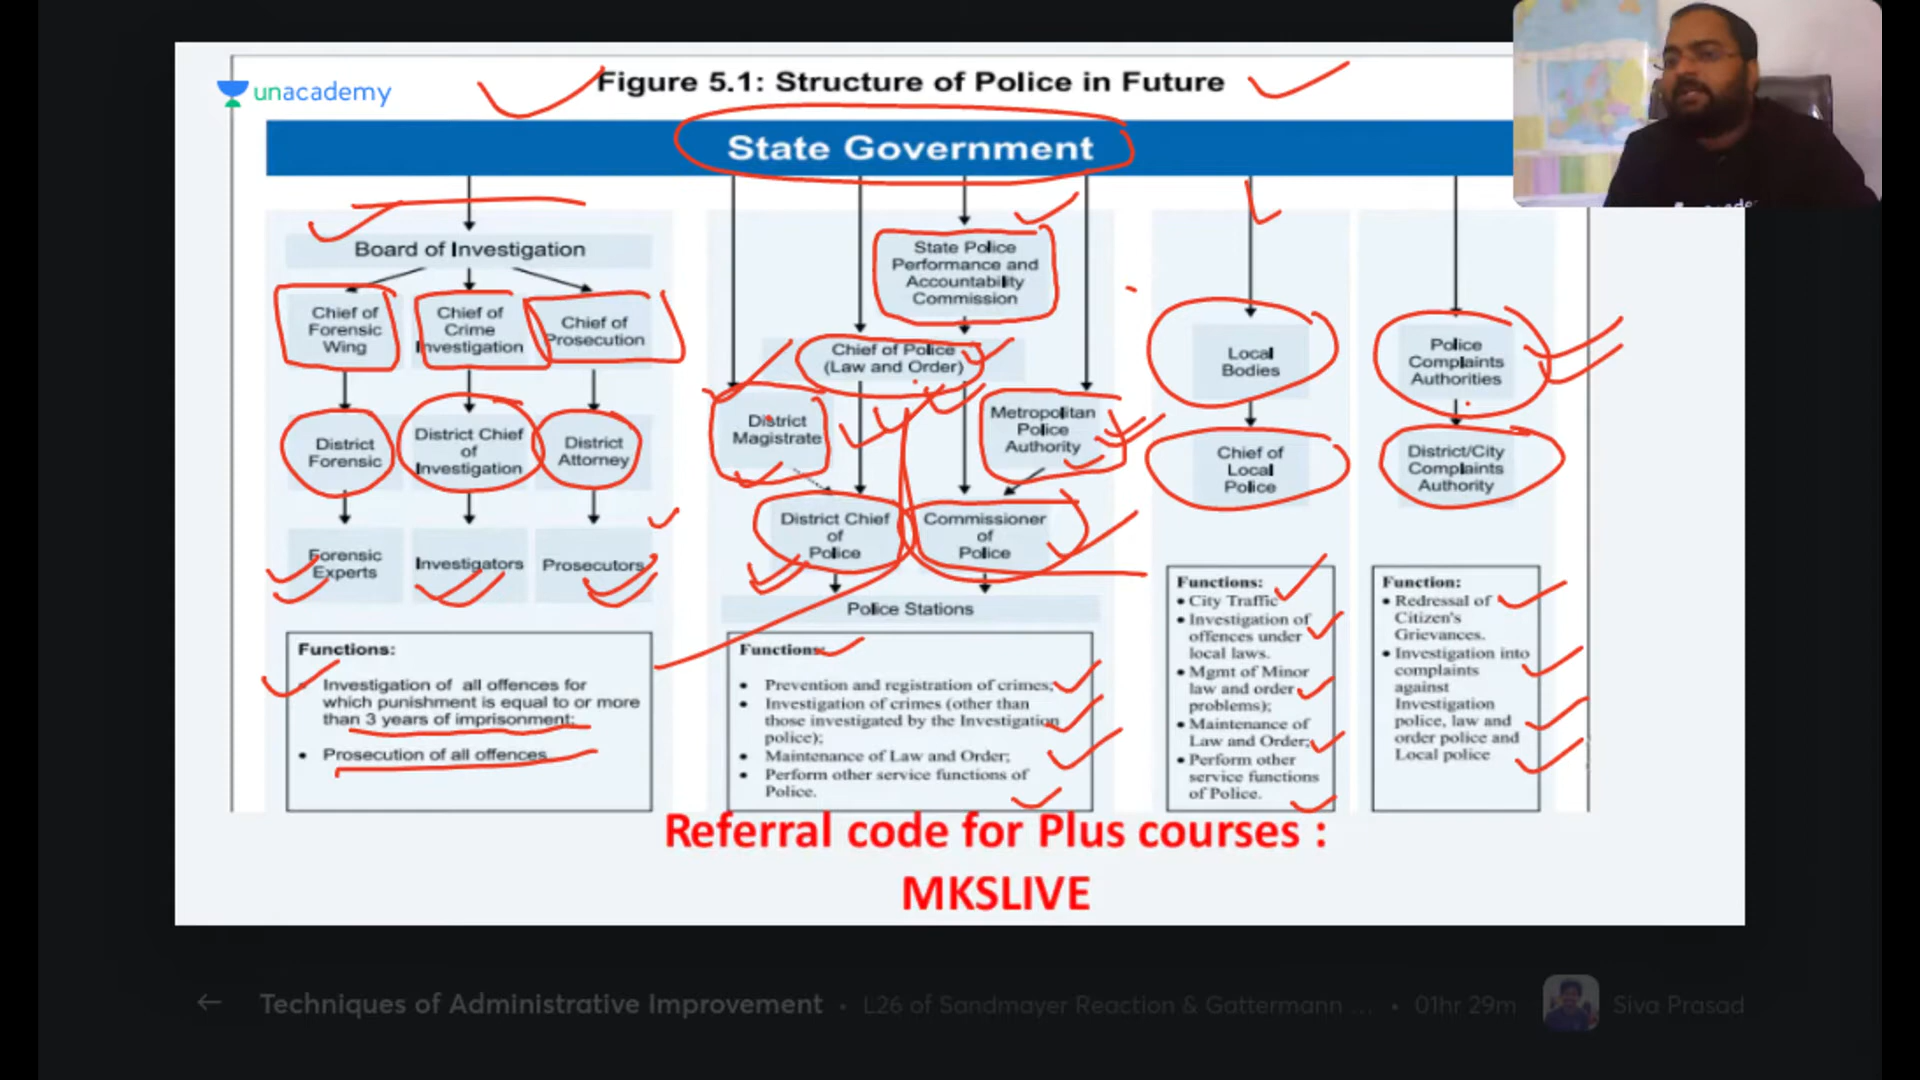 unacademy
Figure 5.1: Structure of Police in Future
State Government
Board of Investigation
Chief of
Forensic
Wing
Chief of
Crime
Investigation
Chief of
Prosecution
District
Forensic
District Chief
of
Investigation
District
Attorney
Forensic
Experts
Investigators
Prosecutors
Functions:
• Investigation of all offences for
which punishment is equal to or more
than 3 years of imprisonment;
• Prosecution of all offences
State Police
Performance and
Accountability
Commission
Chief of Police
(Law and Order)
District
Magistrate
Metropolitan
Police
Authority
District Chief
of
Police
Commissioner
of
Police
Police Stations
Functions:
• Prevention and registration of crimes;
• Investigation of crimes (other than
those investigated by the Investigation
police);
• Maintenance of Law and Order;
• Perform other service functions of
Police.
Local
Bodies
Chief of
Local
Police
Functions:
• City Traffic
• Investigation of
offences under
local laws.
• Mgmt of Minor
law and order
problems);
• Maintenance of
Law and Order;
• Perform other
service functions
of Police.
Police
Complaints
Authorities
District/City
Complaints
Authority
Function:
• Redressal of
Citizen's
Grievances.
• Investigation into
complaints
against
Investigation
police, law and
order police and
Local police
Referral code for Plus courses :
MKSLIVE
← Techniques of Administrative Improvement • L26 of Sandmayer Reaction & Gattermann ... • 01hr 29m Siva Prasad